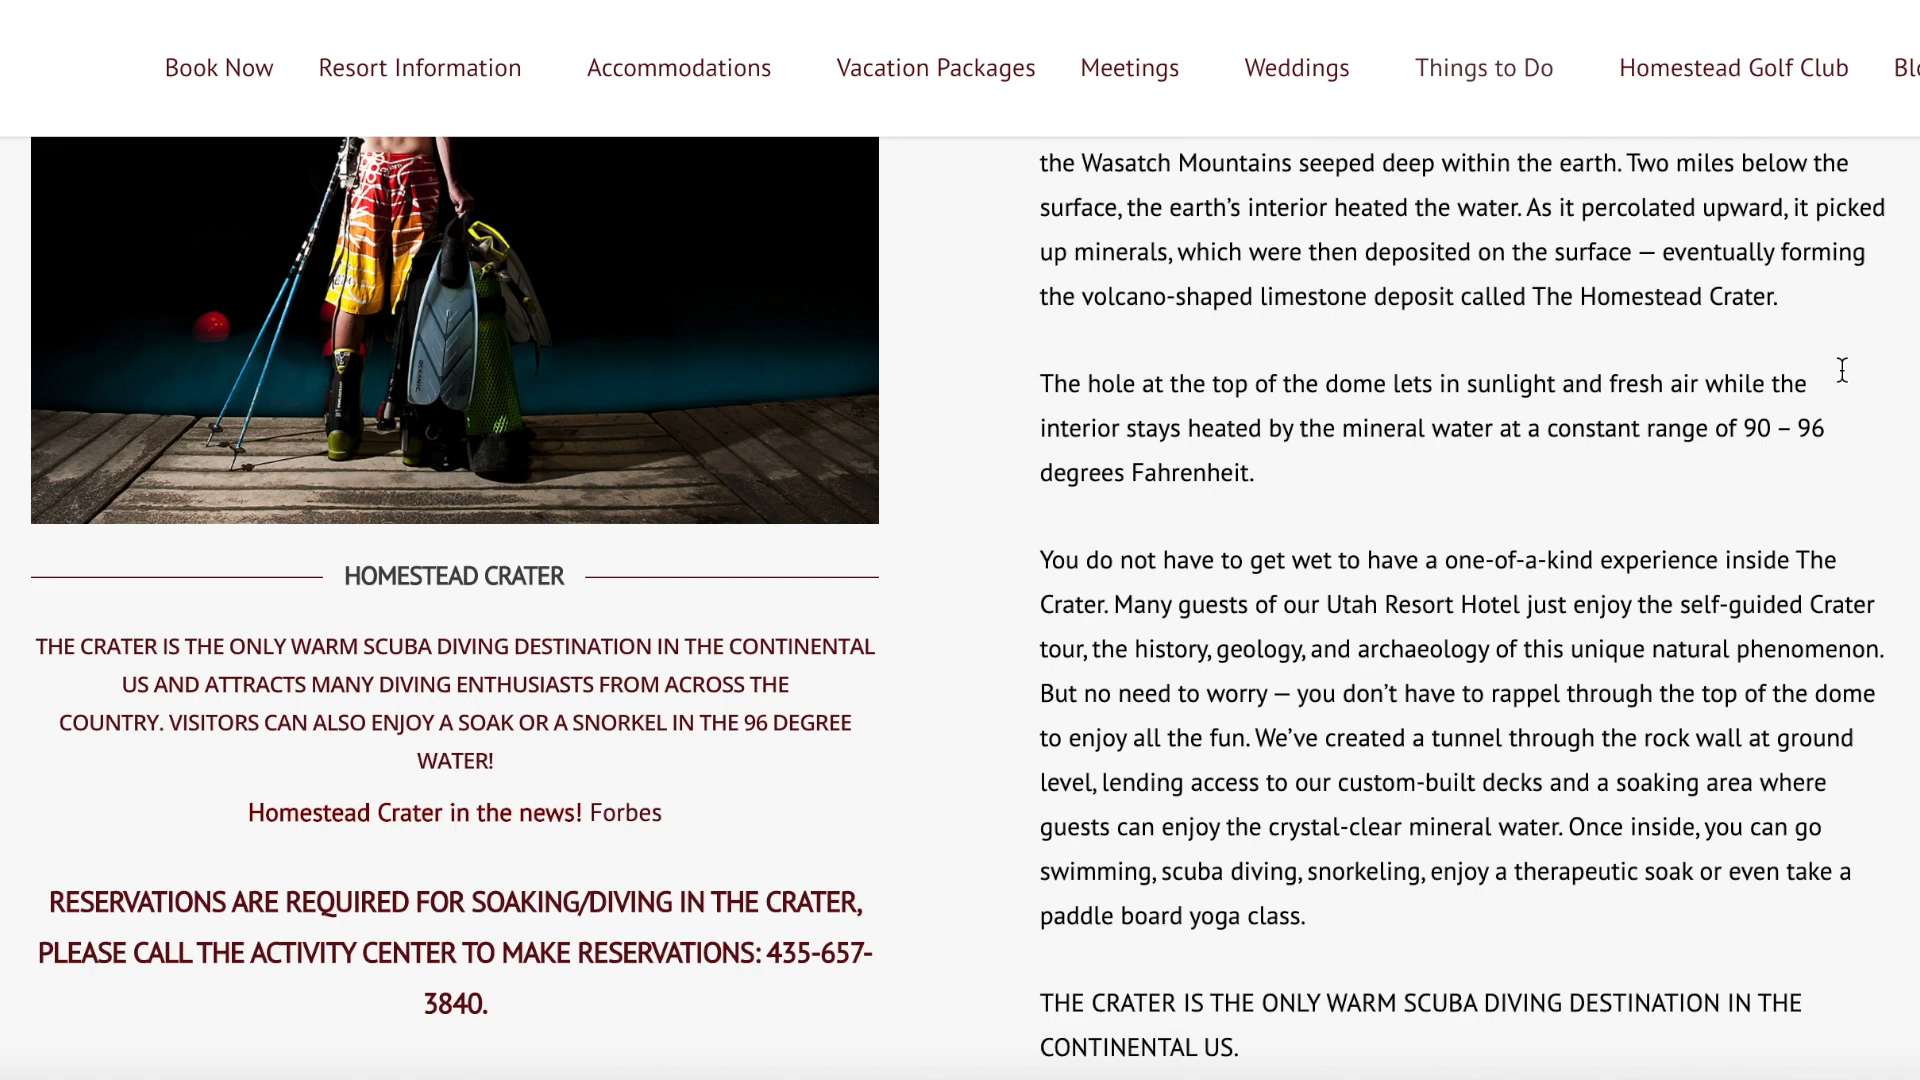 Book Now Resort Information Accommodations Vacation Packages Meetings Weddings Things to Do Homestead Golf Club
HOMESTEAD CRATER
THE CRATER IS THE ONLY WARM SCUBA DIVING DESTINATION IN THE CONTINENTAL
US AND ATTRACTS MANY DIVING ENTHUSIASTS FROM ACROSS THE
COUNTRY. VISITORS CAN ALSO ENJOY A SOAK OR A SNORKEL IN THE 96 DEGREE
WATER!
Homestead Crater in the news! Forbes
RESERVATIONS ARE REQUIRED FOR SOAKING/DIVING IN THE CRATER,
PLEASE CALL THE ACTIVITY CENTER TO MAKE RESERVATIONS: 435-657-
3840.
the Wasatch Mountains seeped deep within the earth. Two miles below the
surface, the earth’s interior heated the water. As it percolated upward, it picked
up minerals, which were then deposited on the surface — eventually forming
the volcano-shaped limestone deposit called The Homestead Crater.
The hole at the top of the dome lets in sunlight and fresh air while the
interior stays heated by the mineral water at a constant range of 90 – 96
degrees Fahrenheit.
You do not have to get wet to have a one-of-a-kind experience inside The
Crater. Many guests of our Utah Resort Hotel just enjoy the self-guided Crater
tour, the history, geology, and archaeology of this unique natural phenomenon.
But no need to worry — you don’t have to rappel through the top of the dome
to enjoy all the fun. We’ve created a tunnel through the rock wall at ground
level, lending access to our custom-built decks and a soaking area where
guests can enjoy the crystal-clear mineral water. Once inside, you can go
swimming, scuba diving, snorkeling, enjoy a therapeutic soak or even take a
paddle board yoga class.
THE CRATER IS THE ONLY WARM SCUBA DIVING DESTINATION IN THE
CONTINENTAL US.